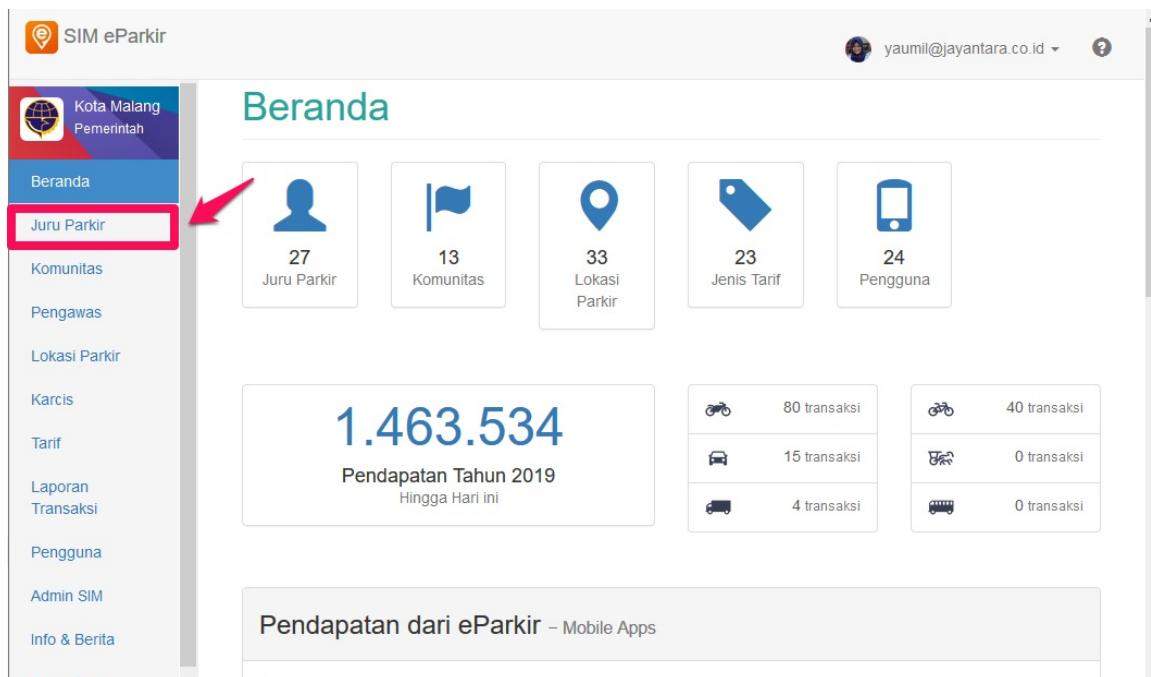 SIM eParkir
yaumil@jayantara.co.id
Kota Malang
Pemerintah
Beranda
Juru Parkir
Komunitas
Pengawas
Lokasi Parkir
Karcis
Tarif
Laporan
Transaksi
Pengguna
Admin SIM
Info & Berita
Beranda
27
Juru Parkir
13
Komunitas
33
Lokasi
Parkir
23
Jenis Tarif
24
Pengguna
1.463.534
Pendapatan Tahun 2019
Hingga Hari ini
80 transaksi
15 transaksi
4 transaksi
40 transaksi
0 transaksi
0 transaksi
Pendapatan dari eParkir – Mobile Apps